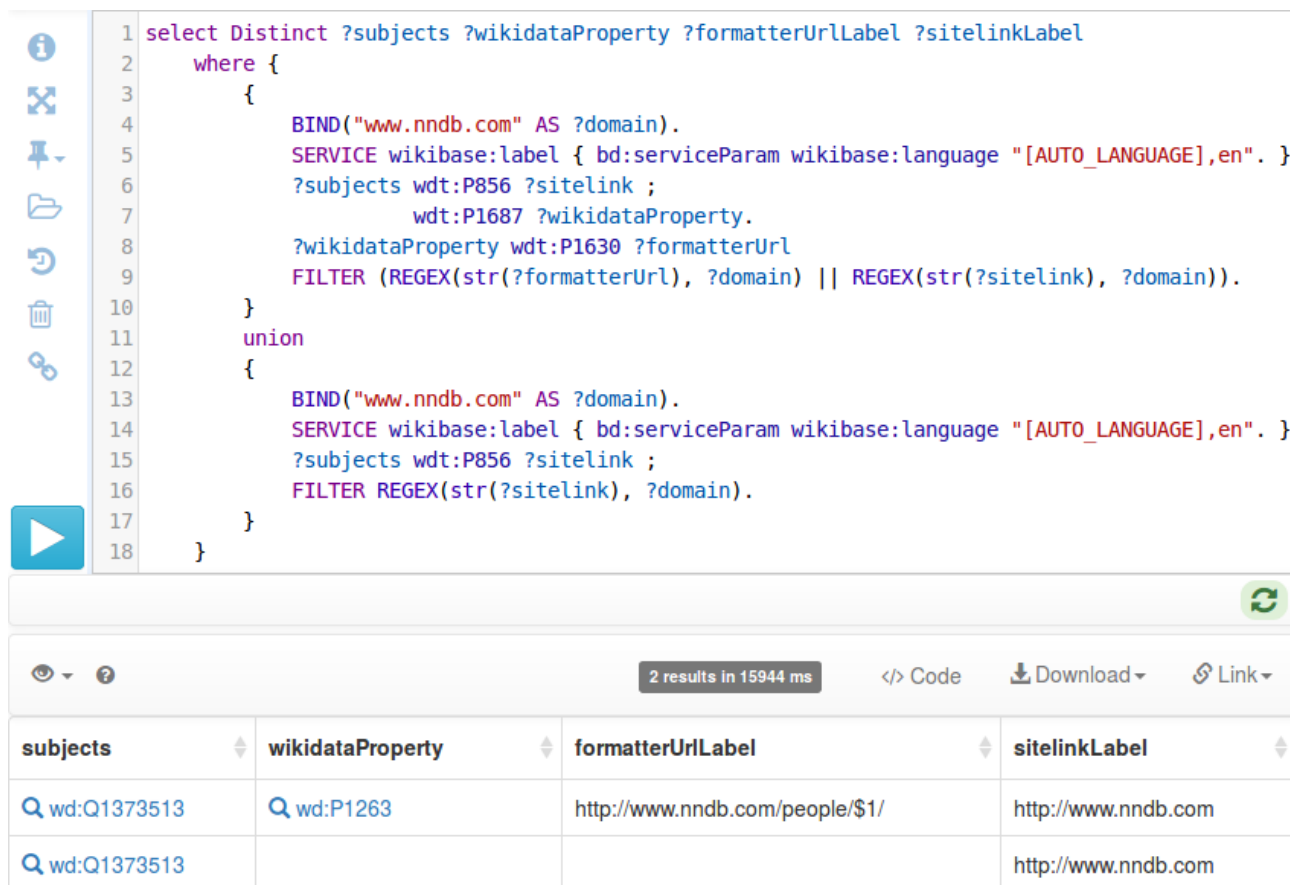 1 select Distinct ?subjects ?wikidataProperty ?formatterUrlLabel ?sitelinkLabel
2 where {
3 {
4 BIND("www.nndb.com" AS ?domain).
5 SERVICE wikibase:label { bd:serviceParam wikibase:language "[AUTO_LANGUAGE],en". }
6 ?subjects wdt:P856 ?sitelink ;
7 wdt:P1687 ?wikidataProperty.
8 ?wikidataProperty wdt:P1630 ?formatterUrl
9 FILTER (REGEX(str(?formatterUrl), ?domain) || REGEX(str(?sitelink), ?domain)).
10 }
11 union
12 {
13 BIND("www.nndb.com" AS ?domain).
14 SERVICE wikibase:label { bd:serviceParam wikibase:language "[AUTO_LANGUAGE],en". }
15 ?subjects wdt:P856 ?sitelink ;
16 FILTER REGEX(str(?sitelink), ?domain).
17 }
18 }
2 results in 15944 ms </> Code Download Link
subjects wikidataProperty formatterUrlLabel sitelinkLabel
wd:Q1373513 wd:P1263 http://www.nndb.com/people/$1/ http://www.nndb.com
wd:Q1373513 http://www.nndb.com